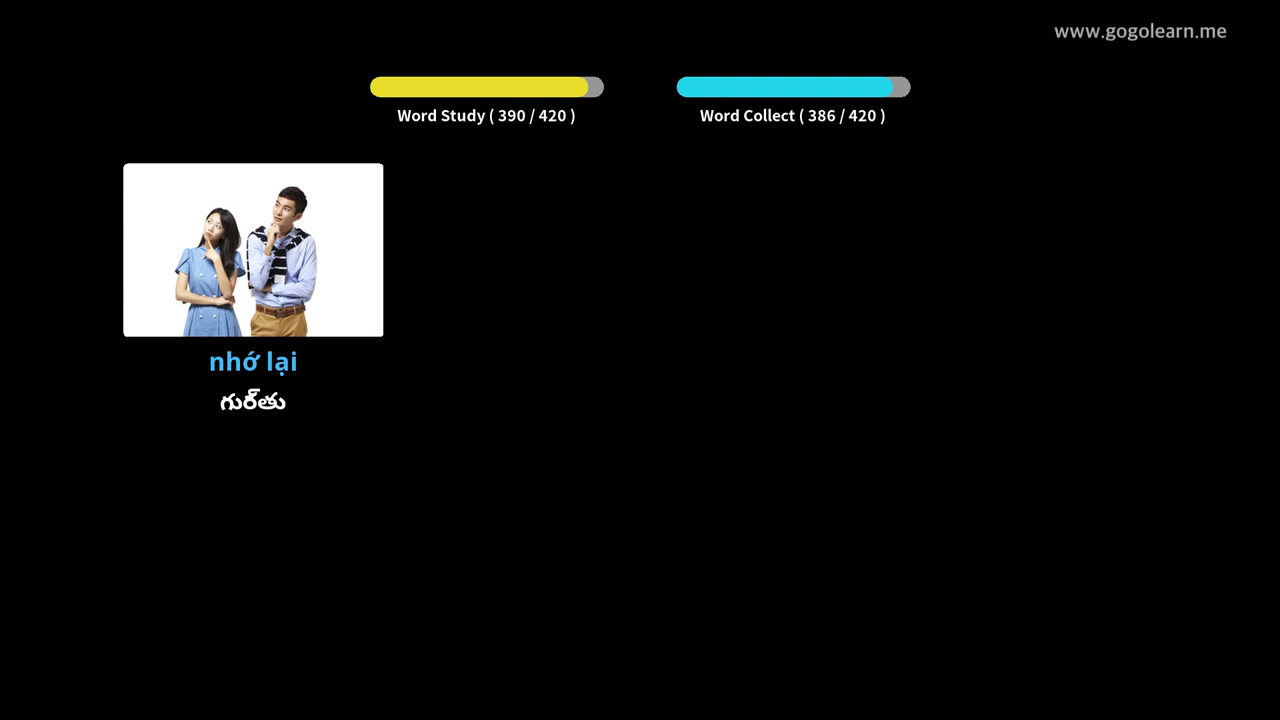 www.gogolearn.me
Word Study ( 390 / 420 )
Word Collect ( 386 / 420 )
nhớ lại
గుర్‌తు